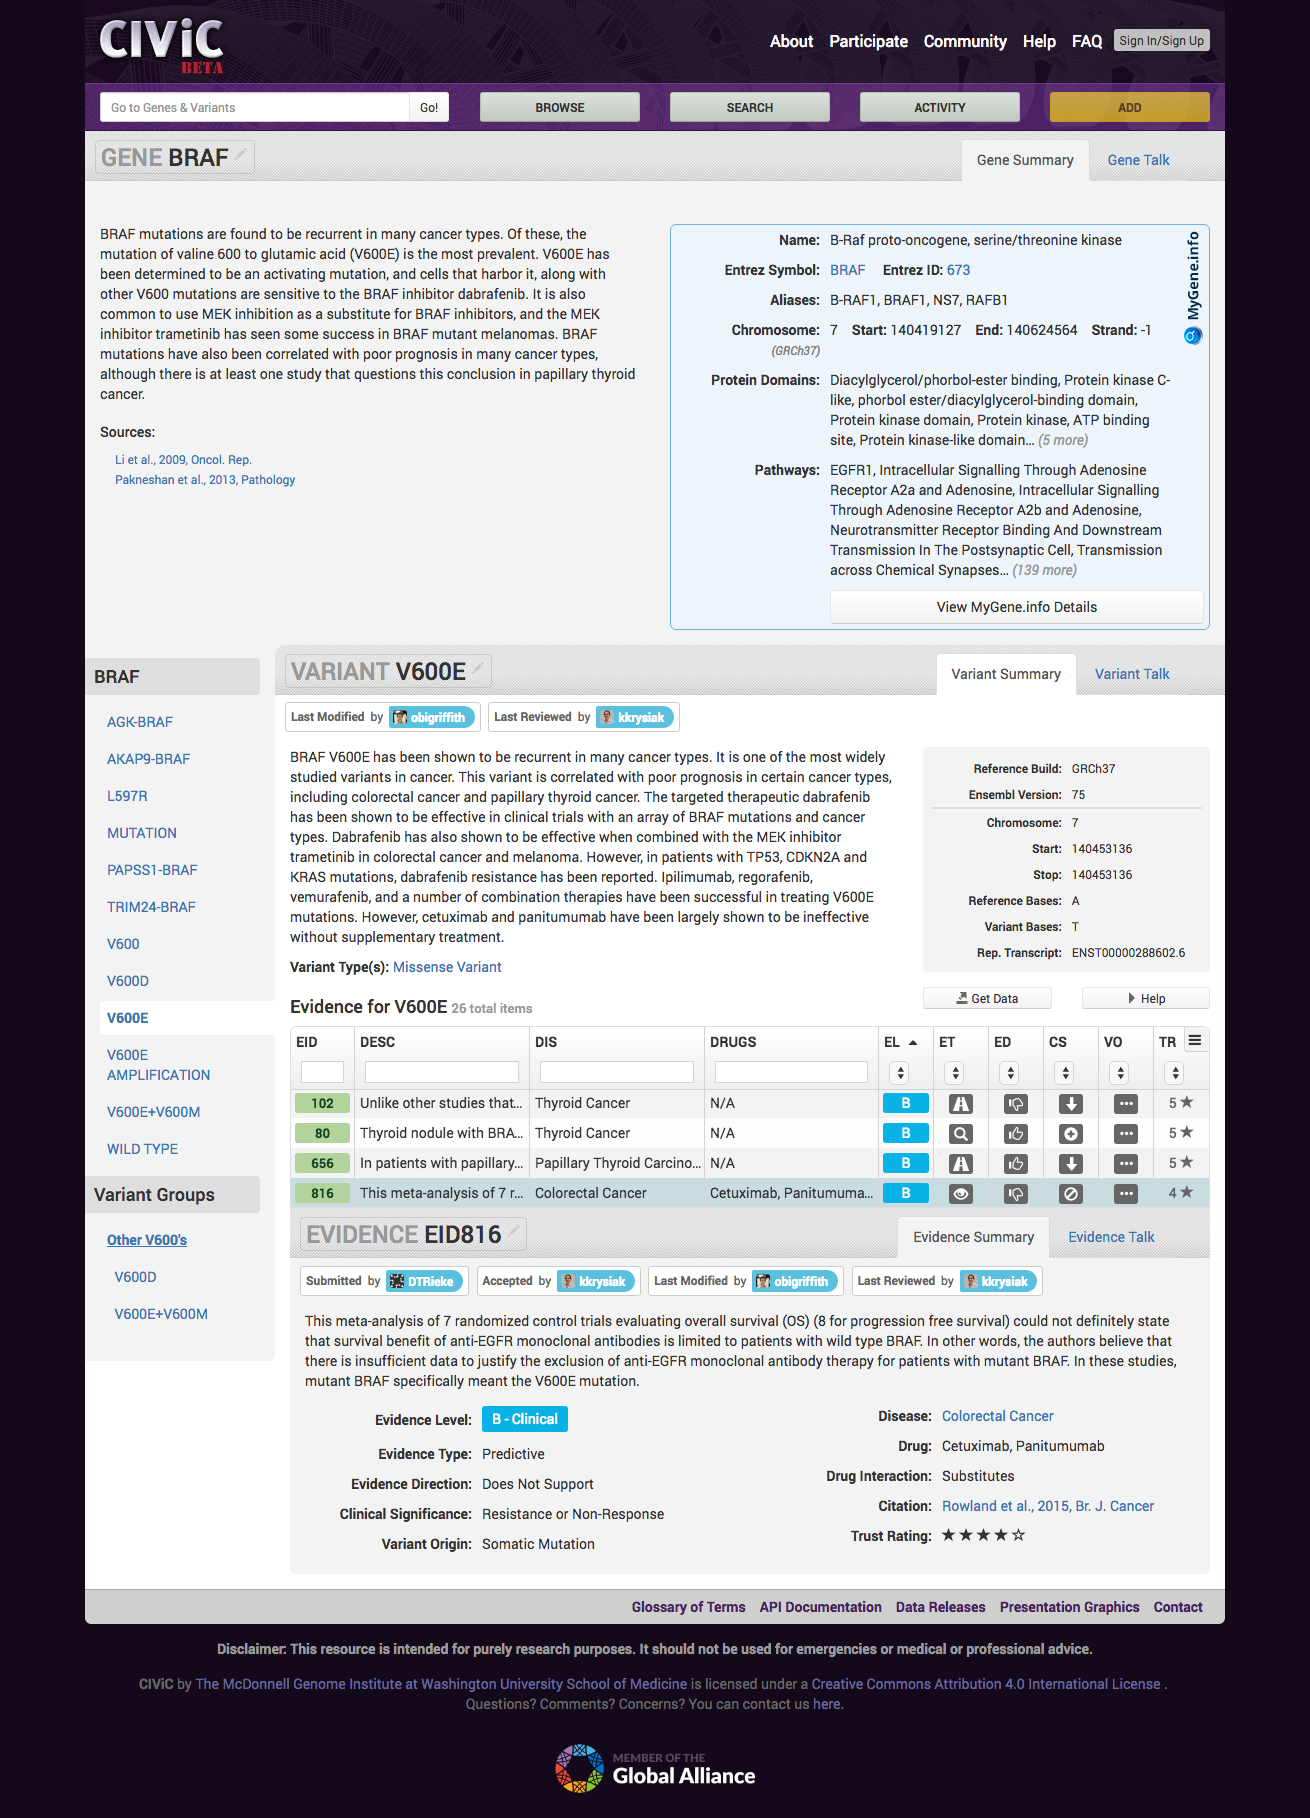 CIViC
BETA
About Participate Community Help FAQ Sign In/Sign Up
Go to Genes & Variants Go! BROWSE SEARCH ACTIVITY ADD
GENE BRAF Gene Summary Gene Talk
BRAF mutations are found to be recurrent in many cancer types. Of these, the
mutation of valine 600 to glutamic acid (V600E) is the most prevalent. V600E has
been determined to be an activating mutation, and cells that harbor it, along with
other V600 mutations are sensitive to the BRAF inhibitor dabrafenib. It is also
common to use MEK inhibition as a substitute for BRAF inhibitors, and the MEK
inhibitor trametinib has seen some success in BRAF mutant melanomas. BRAF
mutations have also been correlated with poor prognosis in many cancer types,
although there is at least one study that questions this conclusion in papillary thyroid
cancer.
Sources:
Li et al., 2009, Oncol. Rep.
Pakneshan et al., 2013, Pathology
Name: B-Raf proto-oncogene, serine/threonine kinase
Entrez Symbol: BRAF Entrez ID: 673
Aliases: B-RAF1, BRAF1, NS7, RAFB1
Chromosome: 7 Start: 140419127 End: 140624564 Strand: -1
(GRCh37)
Protein Domains: Diacylglycerol/phorbol-ester binding, Protein kinase C-
like, phorbol ester/diacylglycerol-binding domain,
Protein kinase domain, Protein kinase, ATP binding
site, Protein kinase-like domain... (5 more)
Pathways: EGFR1, Intracellular Signalling Through Adenosine
Receptor A2a and Adenosine, Intracellular Signalling
Through Adenosine Receptor A2b and Adenosine,
Neurotransmitter Receptor Binding And Downstream
Transmission In The Postsynaptic Cell, Transmission
across Chemical Synapses... (139 more)
View MyGene.info Details
MyGene.info
BRAF
AGK-BRAF
AKAP9-BRAF
L597R
MUTATION
PAPSS1-BRAF
TRIM24-BRAF
V600
V600D
V600E
V600E
AMPLIFICATION
V600E+V600M
WILD TYPE
Variant Groups
Other V600's
V600D
V600E+V600M
VARIANT V600E Variant Summary Variant Talk
Last Modified by obigriffith Last Reviewed by kkrysiak
BRAF V600E has been shown to be recurrent in many cancer types. It is one of the most widely
studied variants in cancer. This variant is correlated with poor prognosis in certain cancer types,
including colorectal cancer and papillary thyroid cancer. The targeted therapeutic dabrafenib
has been shown to be effective in clinical trials with an array of BRAF mutations and cancer
types. Dabrafenib has also shown to be effective when combined with the MEK inhibitor
trametinib in colorectal cancer and melanoma. However, in patients with TP53, CDKN2A and
KRAS mutations, dabrafenib resistance has been reported. Ipilimumab, regorafenib,
vemurafenib, and a number of combination therapies have been successful in treating V600E
mutations. However, cetuximab and panitumumab have been largely shown to be ineffective
without supplementary treatment.
Variant Type(s): Missense Variant
Reference Build: GRCh37
Ensembl Version: 75
Chromosome: 7
Start: 140453136
Stop: 140453136
Reference Bases: A
Variant Bases: T
Rep. Transcript: ENST00000288602.6
Evidence for V600E 26 total items Get Data Help
EID DESC DIS DRUGS EL ET ED CS VO TR
102 Unlike other studies that... Thyroid Cancer N/A B 5
80 Thyroid nodule with BRA... Thyroid Cancer N/A B 5
656 In patients with papillary... Papillary Thyroid Carcino... N/A B 5
816 This meta-analysis of 7 r... Colorectal Cancer Cetuximab, Panitumuma... B 4
EVIDENCE EID816 Evidence Summary Evidence Talk
Submitted by DTRieke Accepted by kkrysiak Last Modified by obigriffith Last Reviewed by kkrysiak
This meta-analysis of 7 randomized control trials evaluating overall survival (OS) (8 for progression free survival) could not definitely state
that survival benefit of anti-EGFR monoclonal antibodies is limited to patients with wild type BRAF. In other words, the authors believe that
there is insufficient data to justify the exclusion of anti-EGFR monoclonal antibody therapy for patients with mutant BRAF. In these studies,
mutant BRAF specifically meant the V600E mutation.
Evidence Level: B - Clinical
Evidence Type: Predictive
Evidence Direction: Does Not Support
Clinical Significance: Resistance or Non-Response
Variant Origin: Somatic Mutation
Disease: Colorectal Cancer
Drug: Cetuximab, Panitumumab
Drug Interaction: Substitutes
Citation: Rowland et al., 2015, Br. J. Cancer
Trust Rating:
Glossary of Terms API Documentation Data Releases Presentation Graphics Contact
Disclaimer: This resource is intended for purely research purposes. It should not be used for emergencies or medical or professional advice.
CIViC by The McDonnell Genome Institute at Washington University School of Medicine is licensed under a Creative Commons Attribution 4.0 International License .
Questions? Comments? Concerns? You can contact us here.
MEMBER OF THE
Global Alliance